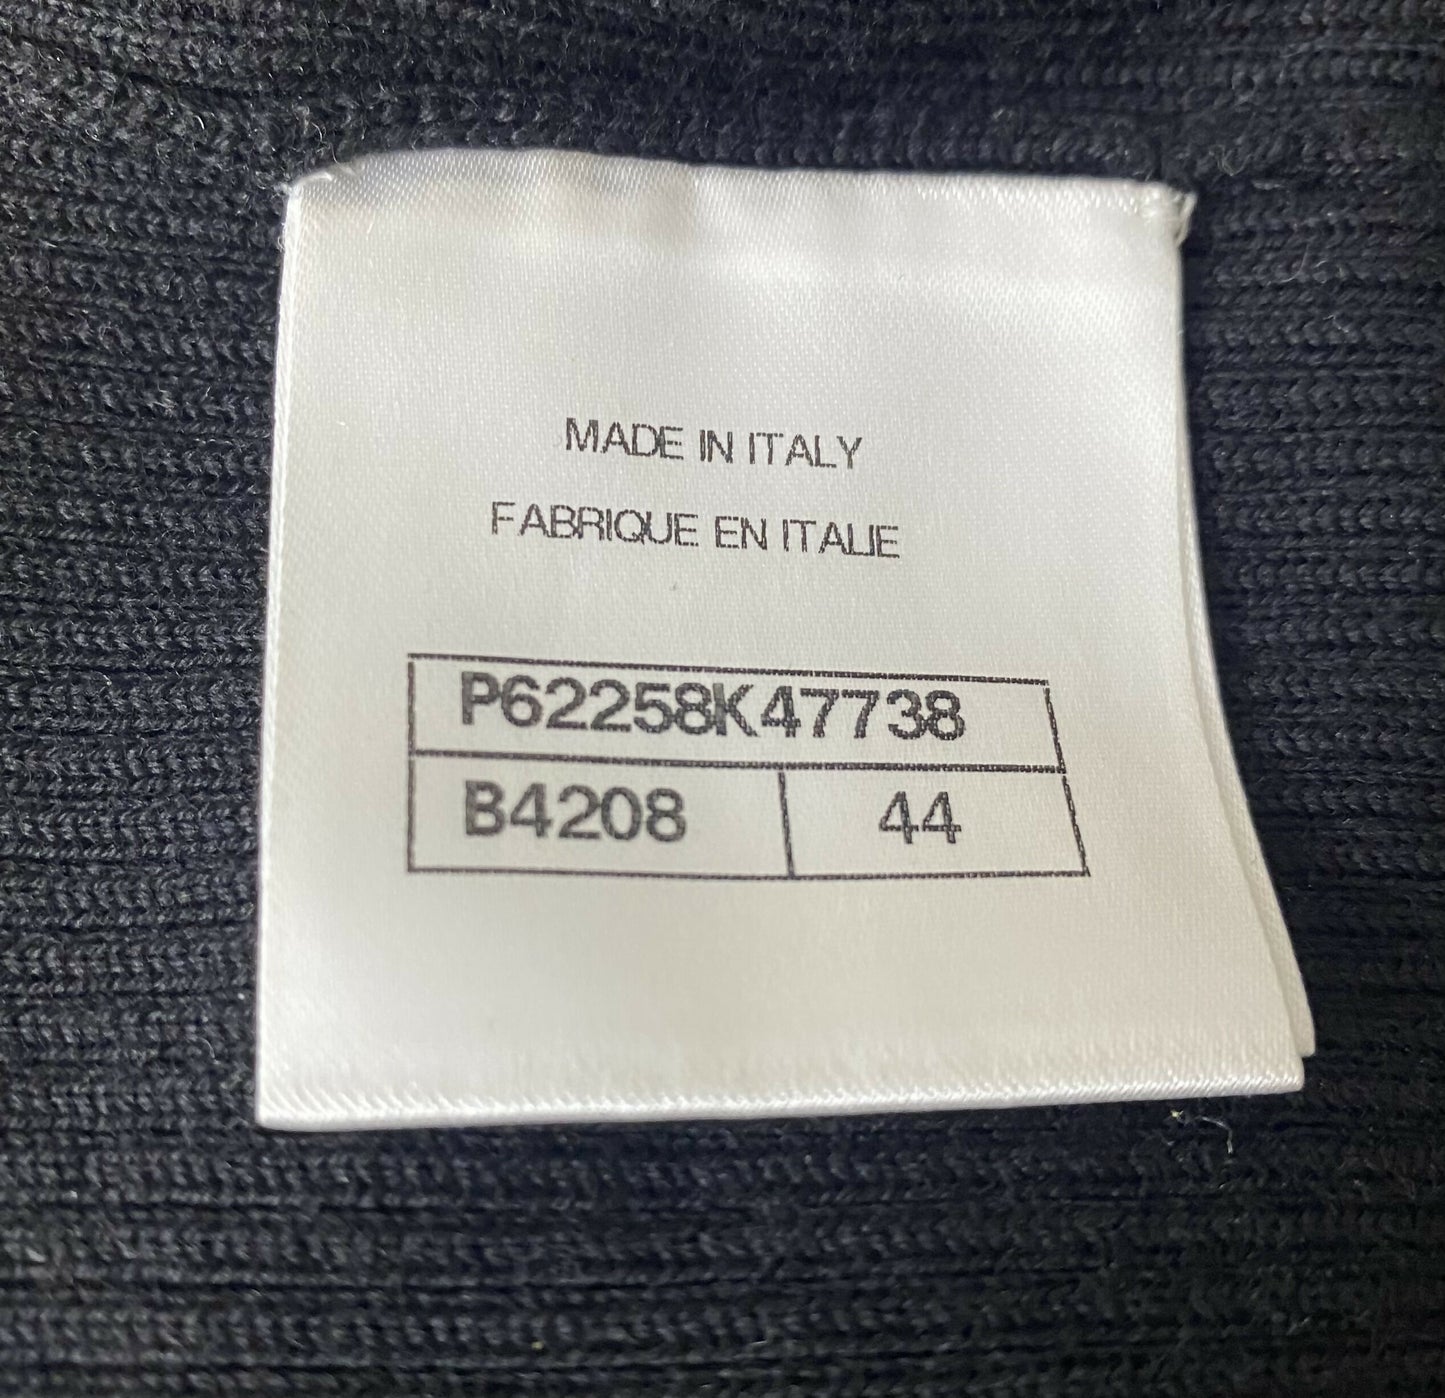 MADE IN ITALY
FABRIQUE EN ITALIE
P62258K47738
B4208 44